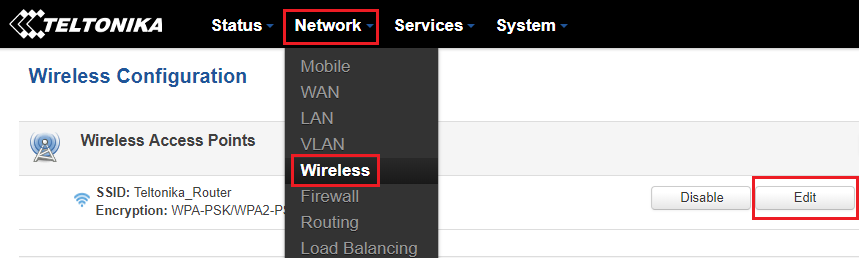 TELTONIKA Status Network Services System
Wireless Configuration
Mobile
WAN
LAN
VLAN
Wireless
Firewall
Routing
Load Balancing
Wireless Access Points
SSID: Teltonika_Router
Encryption: WPA-PSK/WPA2-PS
Disable Edit